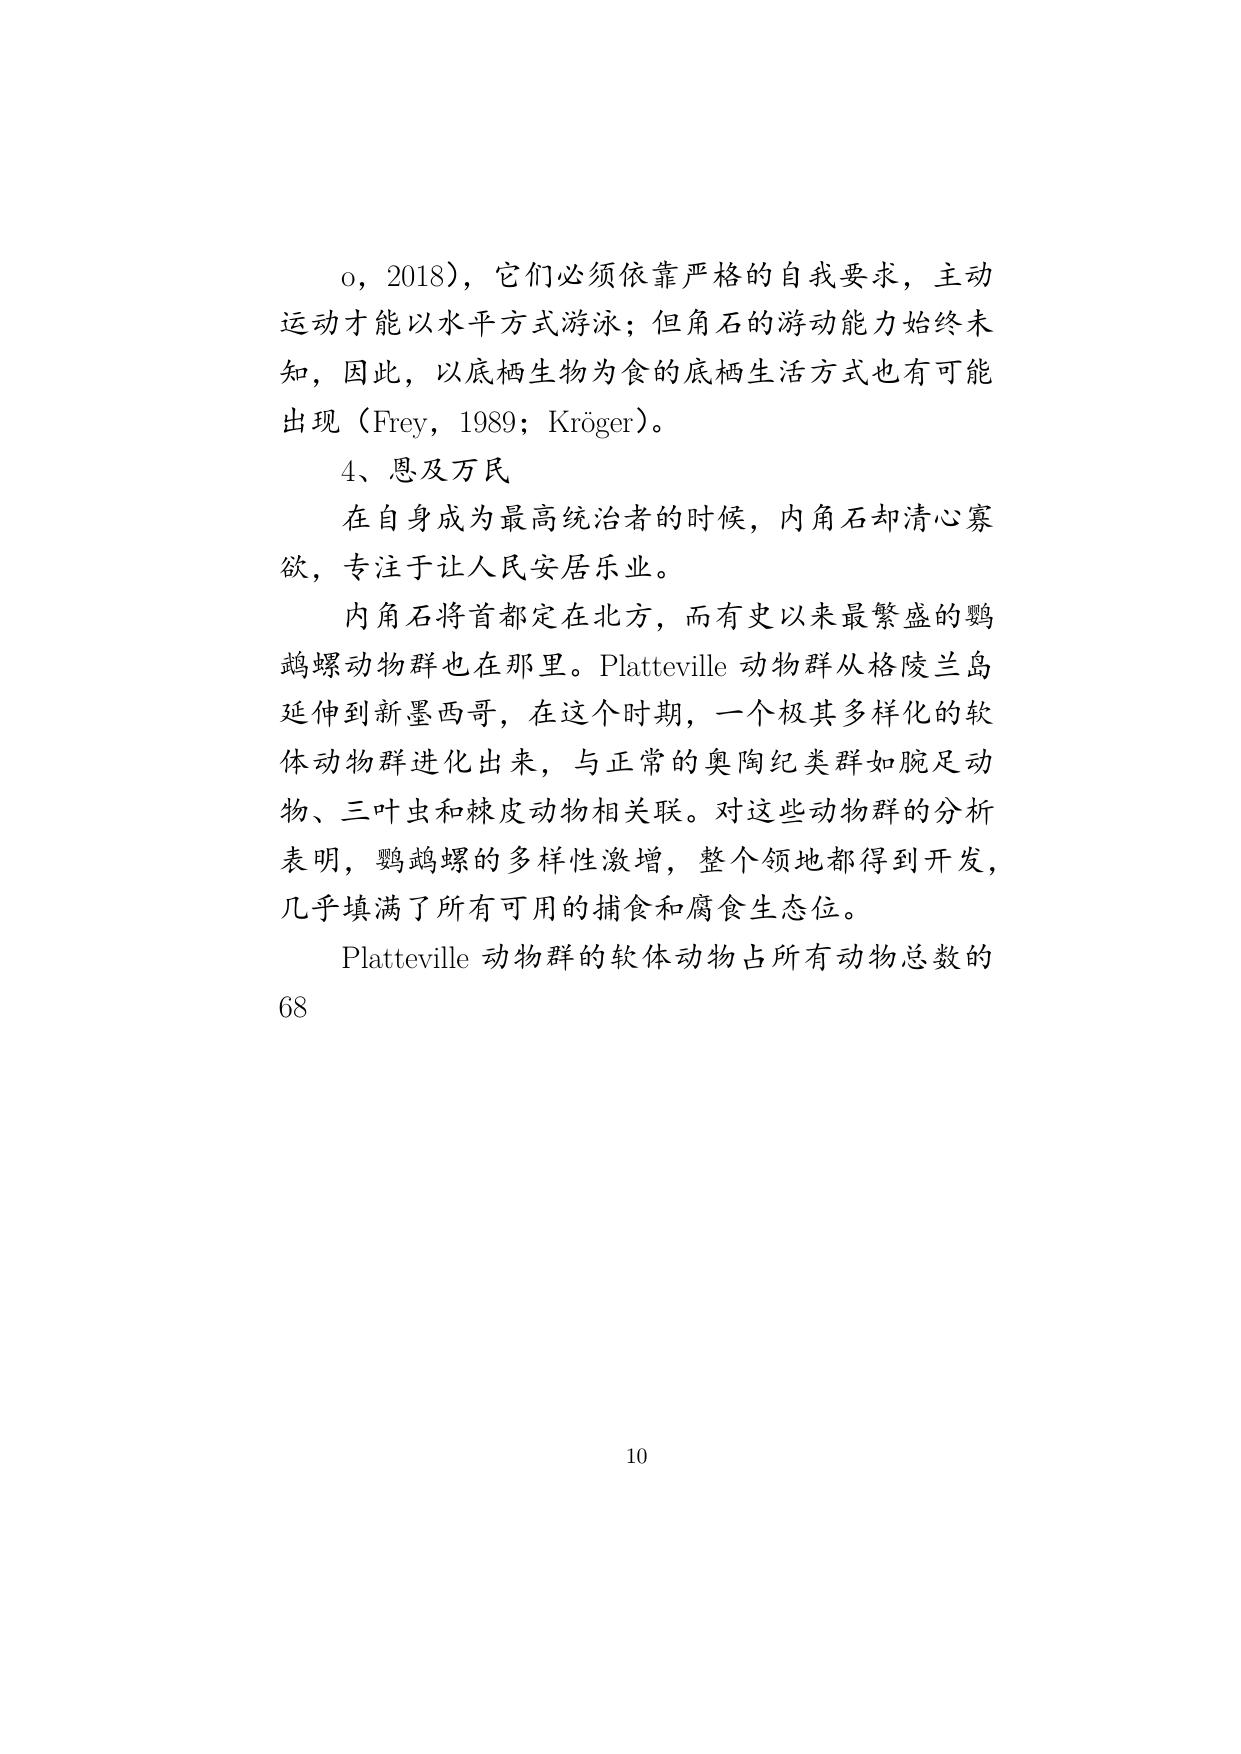 o，2018），它们必须依靠严格的自我要求，主动
运动才能以水平方式游泳；但角石的游动能力始终未
知，因此，以底栖生物为食的底栖生活方式也有可能
出现（Frey，1989；Kröger）。
4、恩及万民
在自身成为最高统治者的时候，内角石却清心寡
欲，专注于让人民安居乐业。
内角石将首都定在北方，而有史以来最繁盛的鹦
鹉螺动物群也在那里。Platteville 动物群从格陵兰岛
延伸到新墨西哥，在这个时期，一个极其多样化的软
体动物群进化出来，与正常的奥陶纪类群如腕足动
物、三叶虫和棘皮动物相关联。对这些动物群的分析
表明，鹦鹉螺的多样性激增，整个领地都得到开发，
几乎填满了所有可用的捕食和腐食生态位。
Platteville 动物群的软体动物占所有动物总数的
68
10